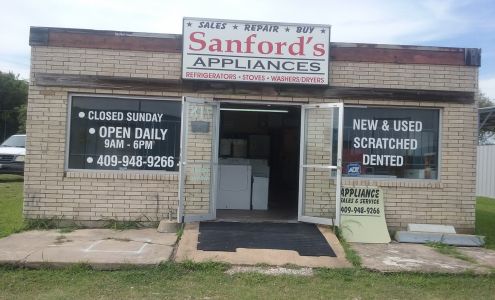 ★ SALES ★ REPAIR ★ BUY ★
Sanford's
APPLIANCES
REFRIGERATORS • STOVES • WASHERS/DRYERS
• CLOSED SUNDAY
• OPEN DAILY
9AM - 6PM
• 409-948-9266
NEW & USED
SCRATCHED
DENTED
APPLIANCE
SALES & SERVICE
409-948-9266